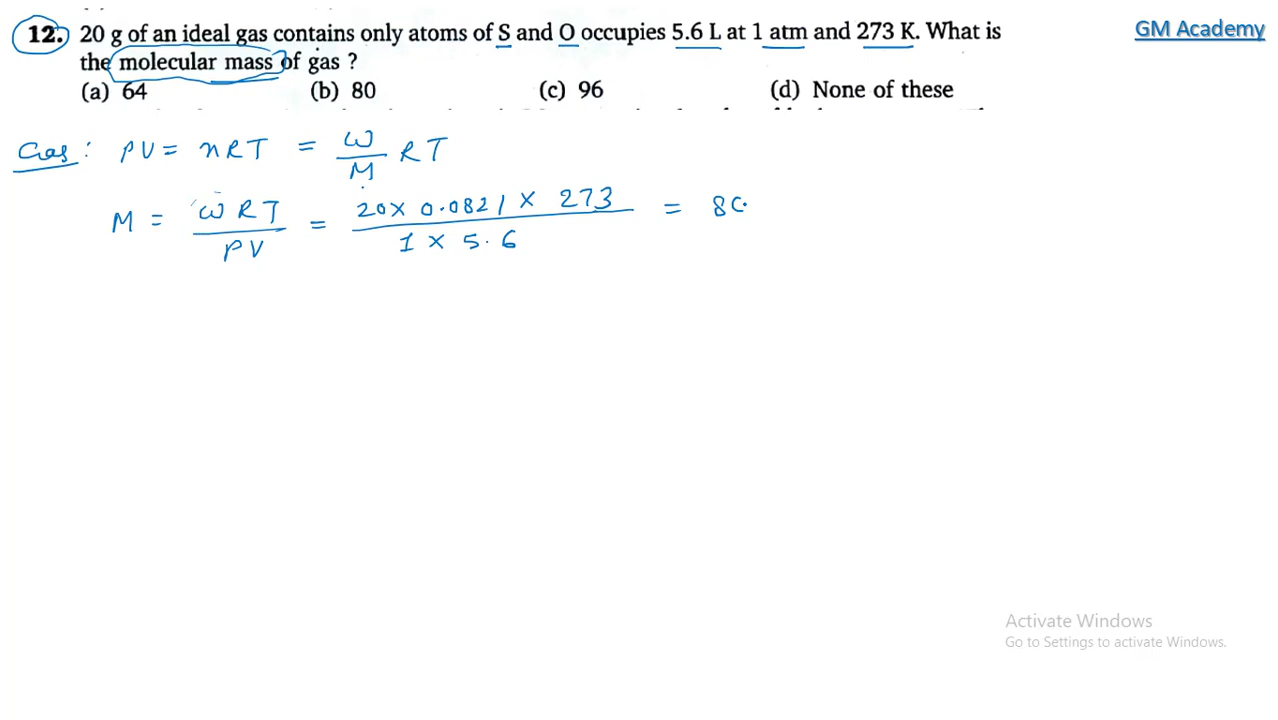 12. 20 g of an ideal gas contains only atoms of S and O occupies 5.6 L at 1 atm and 273 K. What is
the molecular mass of gas ?
(a) 64 (b) 80 (c) 96 (d) None of these
GM Academy
Gas : PV = nRT = w/M RT
M = wRT/PV = 20 × 0.0821 × 273/1 × 5.6 = 80
Activate Windows
Go to Settings to activate Windows.